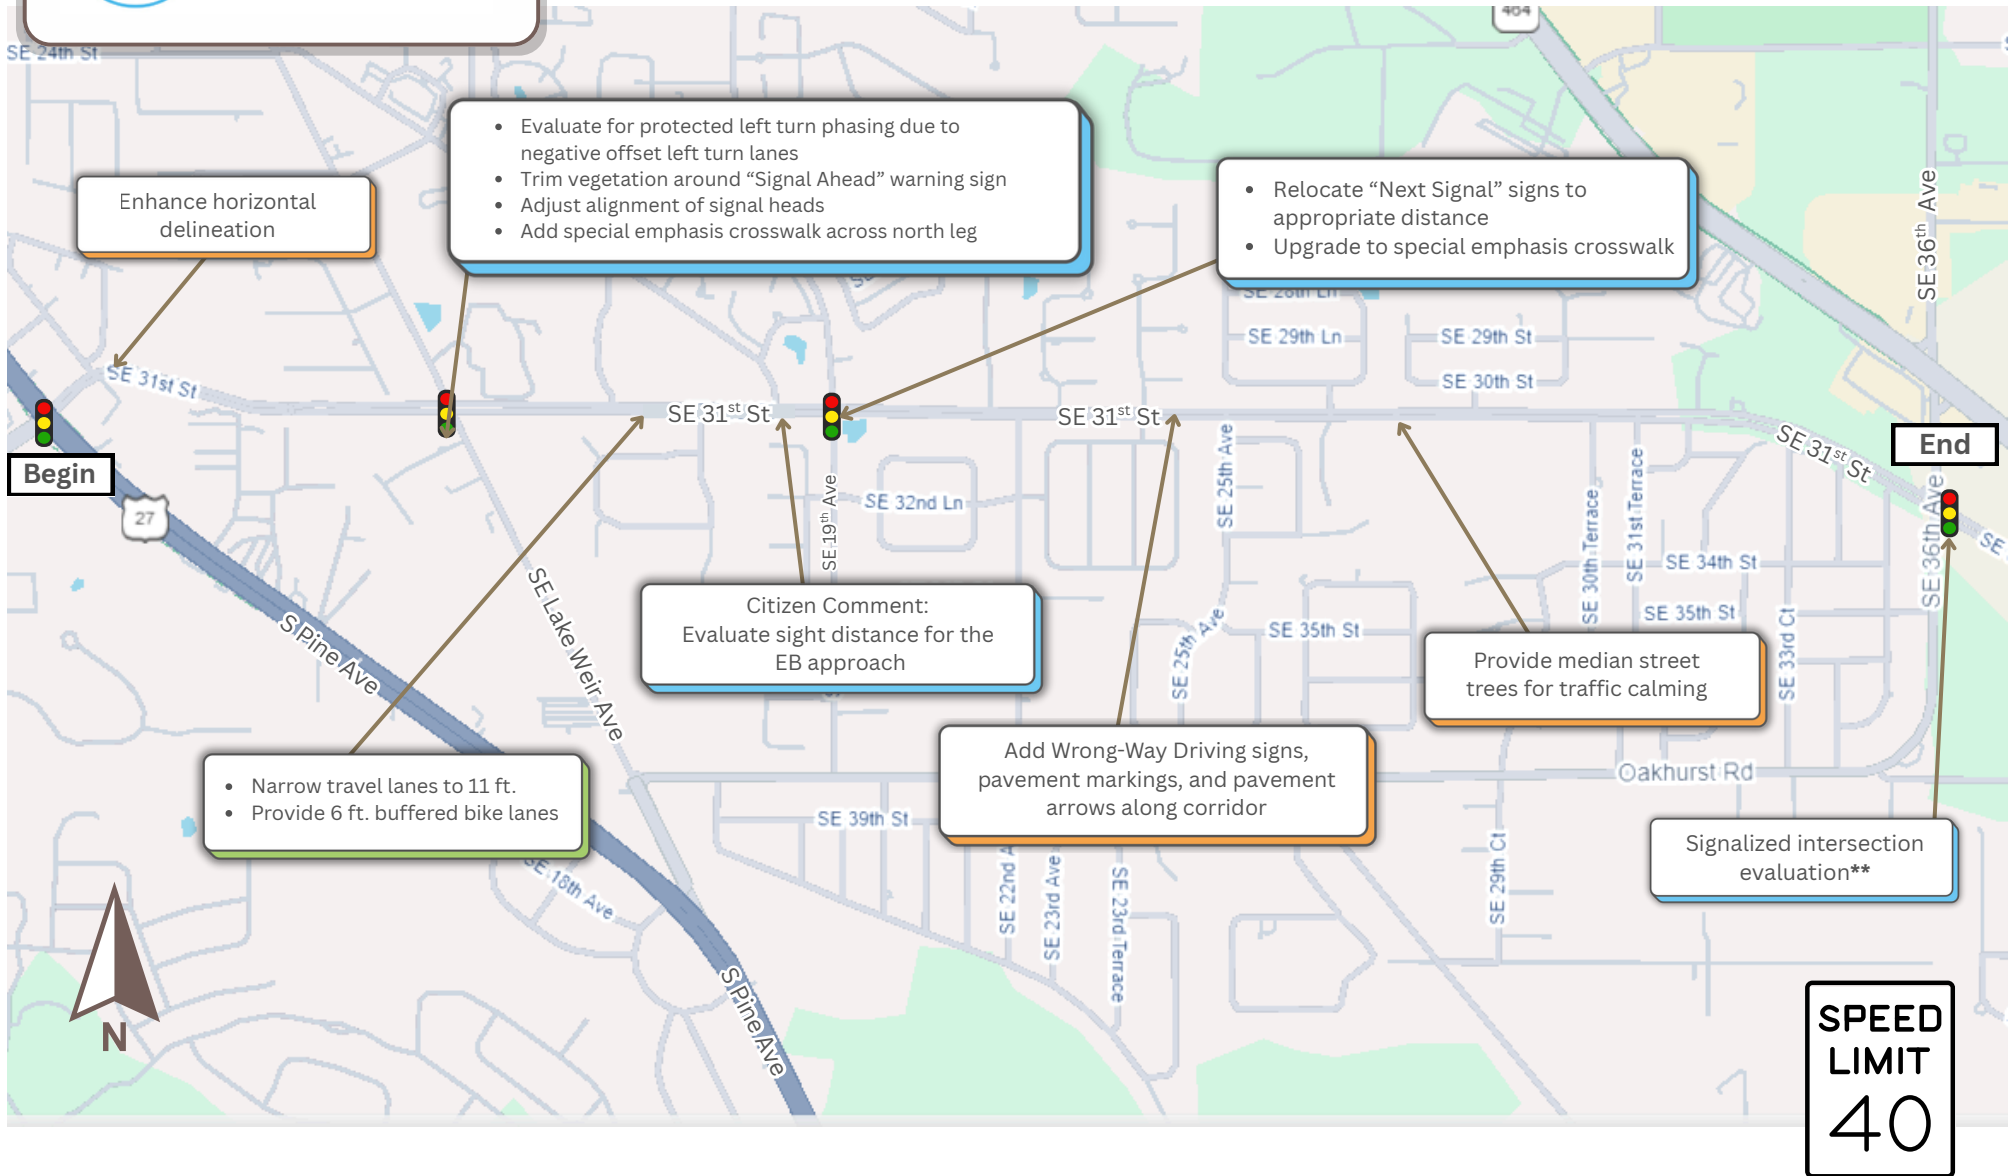 464
SE 24th St
• Evaluate for protected left turn phasing due to
negative offset left turn lanes
• Trim vegetation around “Signal Ahead” warning sign
• Adjust alignment of signal heads
• Add special emphasis crosswalk across north leg
Enhance horizontal
delineation
• Relocate “Next Signal” signs to
appropriate distance
• Upgrade to special emphasis crosswalk
SE 36th Ave
SE 28th Ln
SE 29th Ln
SE 29th St
SE 30th St
SE 31st St
SE 31st St
SE 31st St
SE 31st St
Begin
End
27
SE 25th Ave
SE 32nd Ln
SE 19th Ave
SE 30th Terrace
SE 31st Terrace
SE 36th Ave
SE
SE 34th St
SE 35th St
SE 35th St
SE 33rd Ct
SE 25th Ave
SE Lake Weir Ave
S Pine Ave
Citizen Comment:
Evaluate sight distance for the
EB approach
Provide median street
trees for traffic calming
Add Wrong-Way Driving signs,
pavement markings, and pavement
arrows along corridor
• Narrow travel lanes to 11 ft.
• Provide 6 ft. buffered bike lanes
Oakhurst Rd
SE 39th St
Signalized intersection
evaluation**
SE 18th Ave
SE 22nd A
SE 23rd Ave
SE 23rd Terrace
SE 29th Ct
S Pine Ave
N
SPEED
LIMIT
40